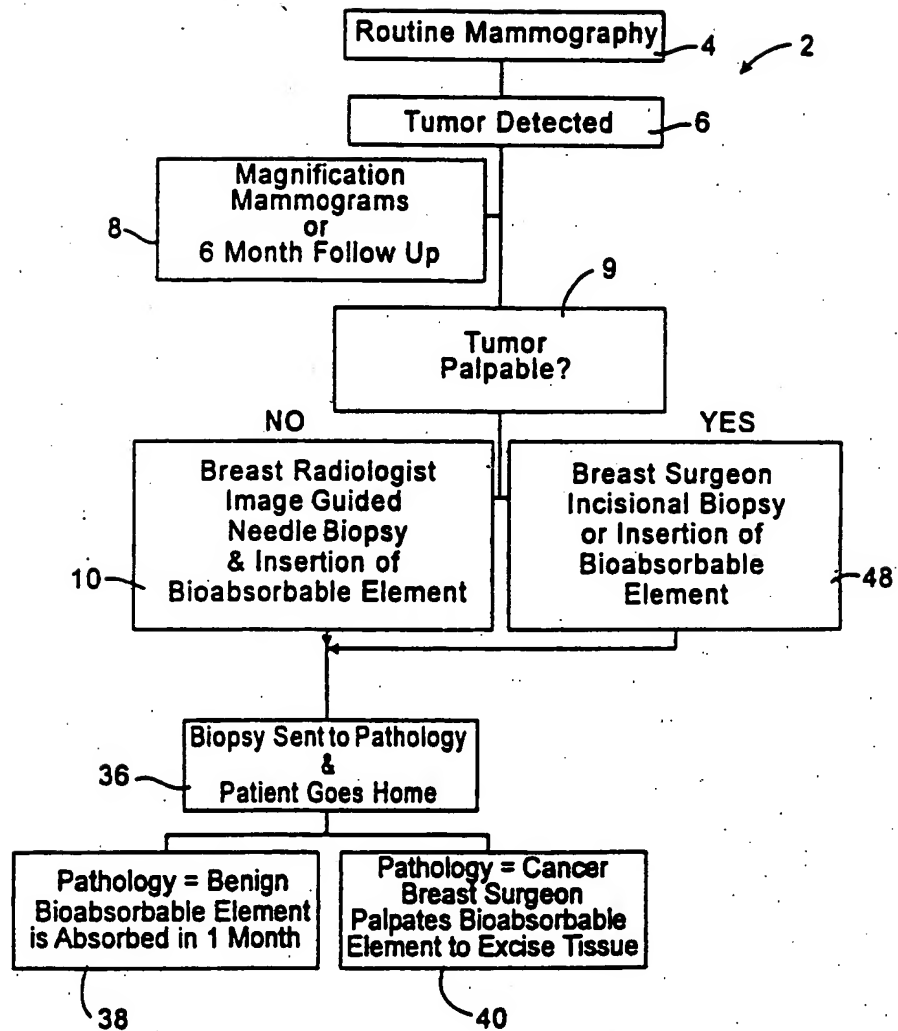 Routine Mammography
4
2
Tumor Detected
6
Magnification
Mammograms
or
6 Month Follow Up
8
9
Tumor
Palpable?
NO
YES
Breast Radiologist
Image Guided
Needle Biopsy
& Insertion of
Bioabsorbable Element
10
Breast Surgeon
Incisional Biopsy
or Insertion of
Bioabsorbable
Element
48
Biopsy Sent to Pathology
&
Patient Goes Home
36
Pathology = Benign
Bioabsorbable Element
is Absorbed in 1 Month
38
Pathology = Cancer
Breast Surgeon
Palpates Bioabsorbable
Element to Excise Tissue
40